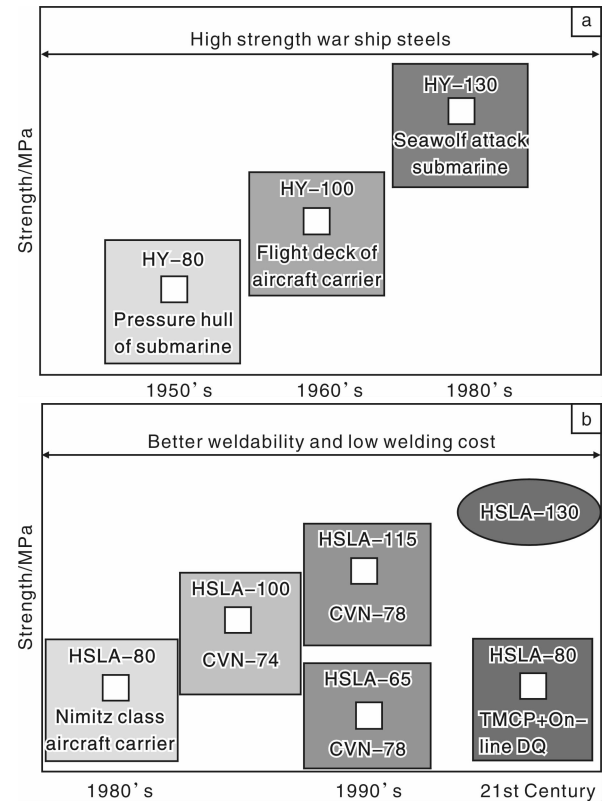 a
High strength war ship steels
Strength/MPa
HY–130
Seawolf attack
submarine
HY–100
Flight deck of
aircraft carrier
HY–80
Pressure hull
of submarine
1950's
1960's
1980's
b
Better weldability and low welding cost
Strength/MPa
HSLA–130
HSLA–115
CVN–78
HSLA–100
CVN–74
HSLA–80
Nimitz class
aircraft carrier
HSLA–65
CVN–78
HSLA–80
TMCP+On–
line DQ
1980's
1990's
21st Century